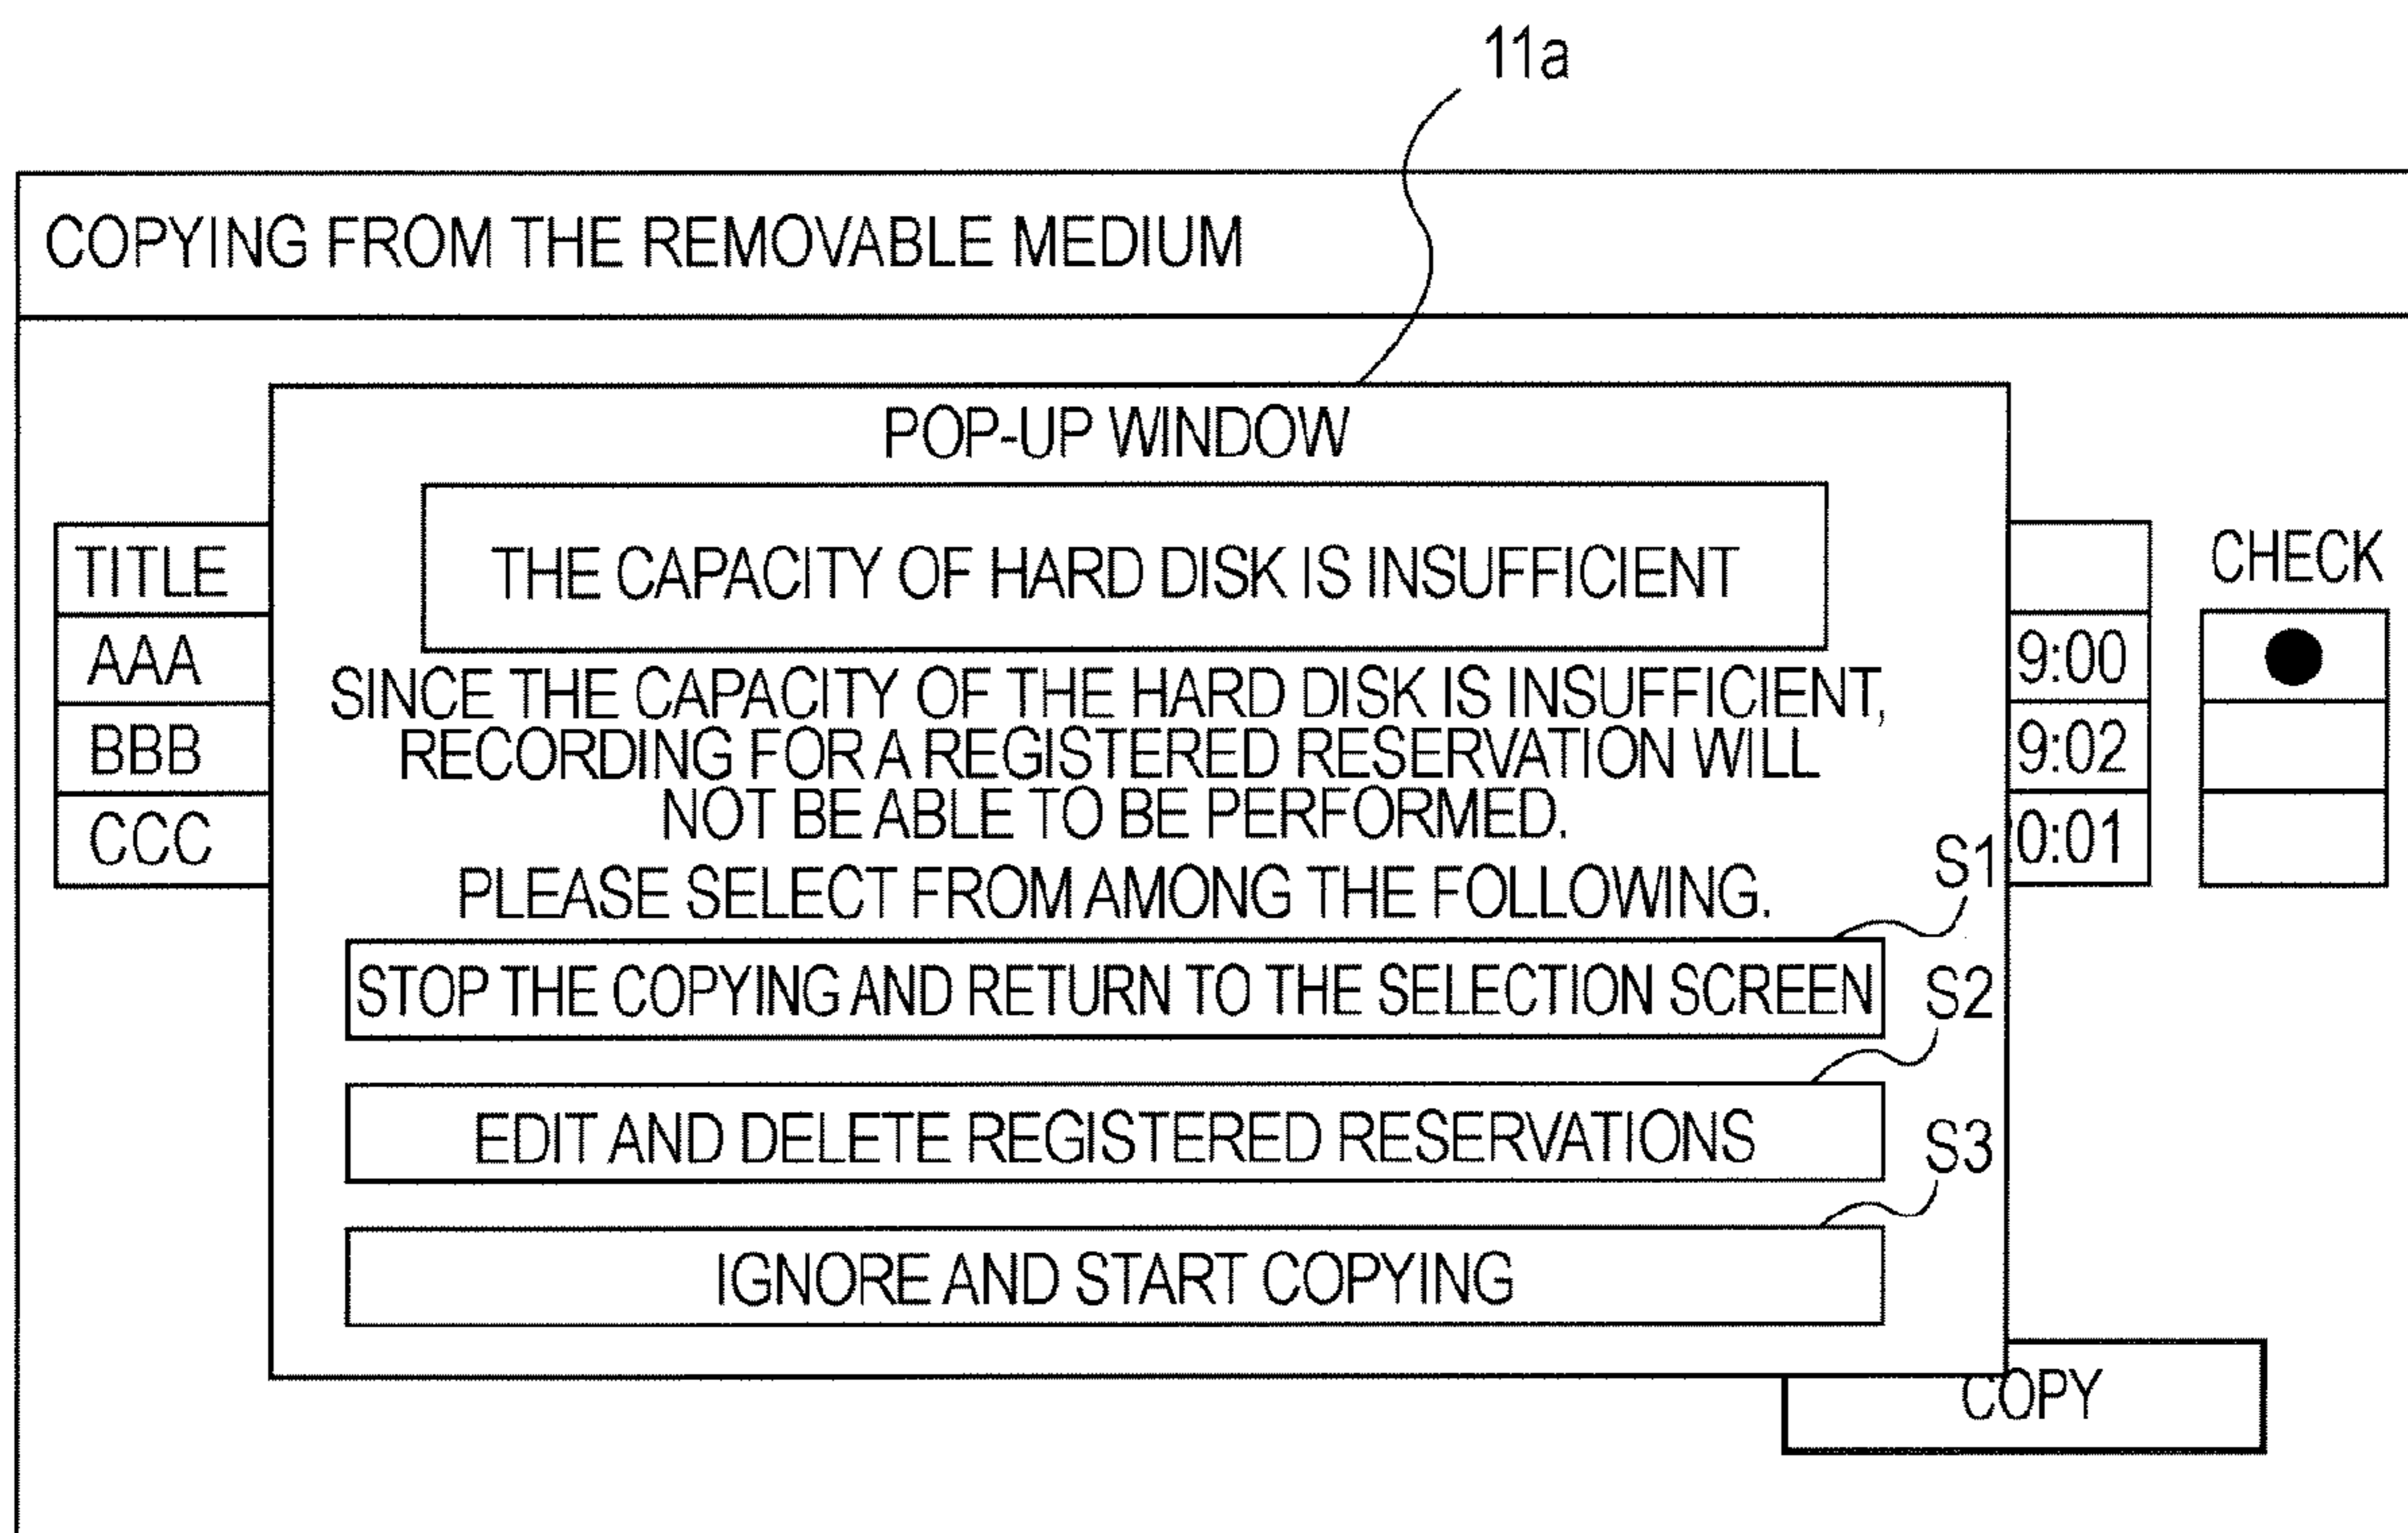 11a
COPYING FROM THE REMOVABLE MEDIUM
POP-UP WINDOW
THE CAPACITY OF HARD DISK IS INSUFFICIENT
SINCE THE CAPACITY OF THE HARD DISK IS INSUFFICIENT,
RECORDING FOR A REGISTERED RESERVATION WILL
NOT BE ABLE TO BE PERFORMED.
PLEASE SELECT FROM AMONG THE FOLLOWING.
S1
STOP THE COPYING AND RETURN TO THE SELECTION SCREEN
S2
EDIT AND DELETE REGISTERED RESERVATIONS
S3
IGNORE AND START COPYING
TITLE
AAA
BBB
CCC
9:00
9:02
0:01
CHECK
COPY